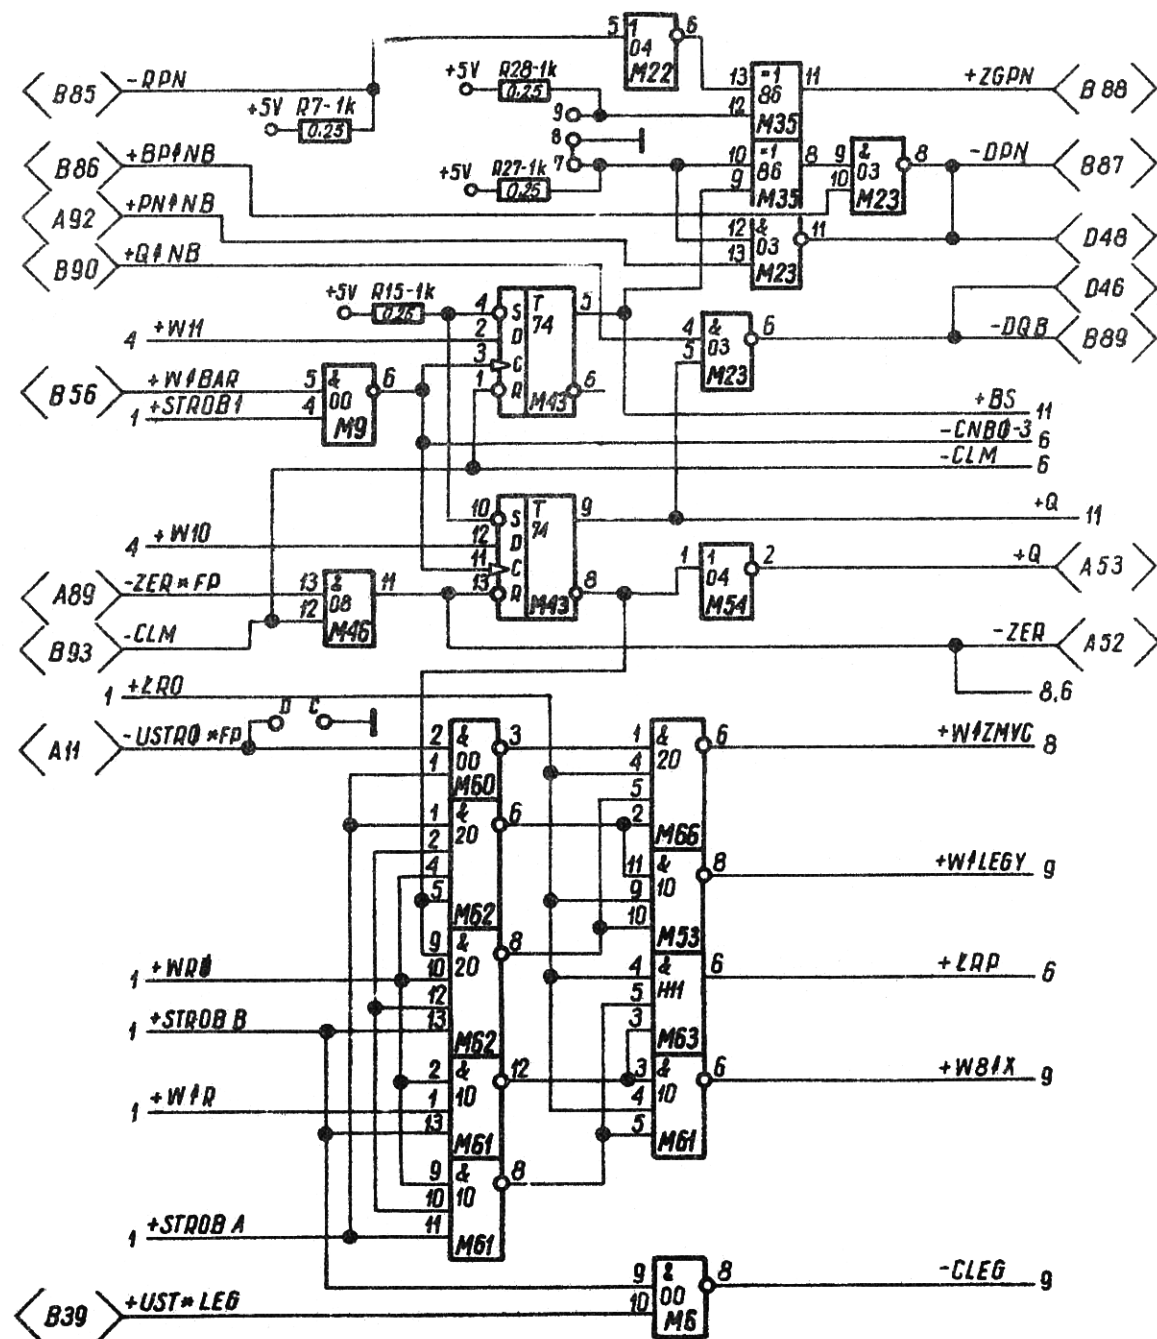 5 1 6
04
M22
B85 -RPN
+5V R7-1k
0.25
+5V R28-1k
0.25
13 =1 11 +ZGPN B88
86
12
M35
9
8
7
B86 +BP/NB
+5V R27-1k
0.25
10 =1 8
86
9
M35
9 & 8 -DPN B87
10 03
M23
A92 +PN/NB
12 & 11 D48
13 03
M23
B90 +Q/NB
D46
+5V R15-1k
0.25
4 S T 5
74
4 +W11 2 D
3 C
1 R 6
M43
4 & 6 -DQB B89
5 03
M23
B56 +W/BAR 5 & 6
1 +STROB1 4 00
M9
+BS 11
-CNB0-3 6
-CLM 6
10 S T 9
74
+Q 11
4 +W10 12 D
11 C
13 R 8
M43
1 1 2 +Q A53
04
M54
A89 -ZER*FP 13 & 11
12 08
M46
B93 -CLM
-ZER A52
8,6
1 +ŁRO
D C
A11 -USTR0*FP
2 & 3
1 00
M60
1 & 6
2 20
4
5
M62
9 & 8
10 20
12
13
M62
2 & 12
1 10
13
M61
9 & 8
10 10
11
M61
1 & 6 +W/ZMVC 8
4 20
5
2
M66
11 & 8 +W/LEGY 9
9 10
10
M53
4 & 6 +ŁRP 6
5 H11
3
M63
3 & 6 +W8/X 9
4 10
5
M61
1 +WR0
1 +STROB B
1 +W/R
1 +STROB A
9 & 8 -CLEG 9
10 00
M6
B39 +UST*LEG